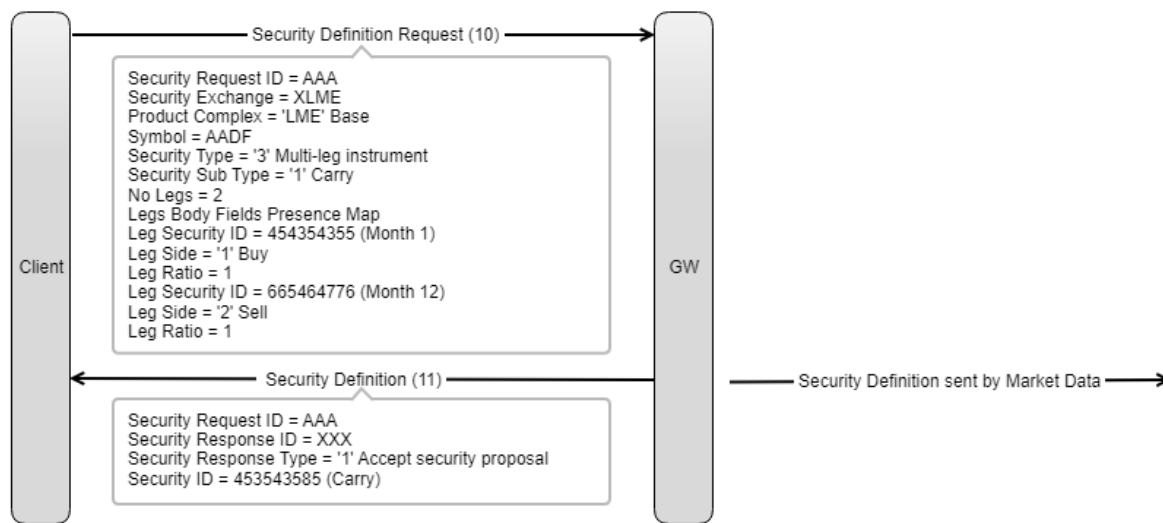 Security Definition Request (10)
Security Request ID = AAA
Security Exchange = XLME
Product Complex = 'LME' Base
Symbol = AADF
Security Type = '3' Multi-leg instrument
Security Sub Type = '1' Carry
No Legs = 2
Legs Body Fields Presence Map
Leg Security ID = 454354355 (Month 1)
Leg Side = '1' Buy
Leg Ratio = 1
Leg Security ID = 665464776 (Month 12)
Leg Side = '2' Sell
Leg Ratio = 1
Client
GW
Security Definition (11)
Security Definition sent by Market Data
Security Request ID = AAA
Security Response ID = XXX
Security Response Type = '1' Accept security proposal
Security ID = 453543585 (Carry)